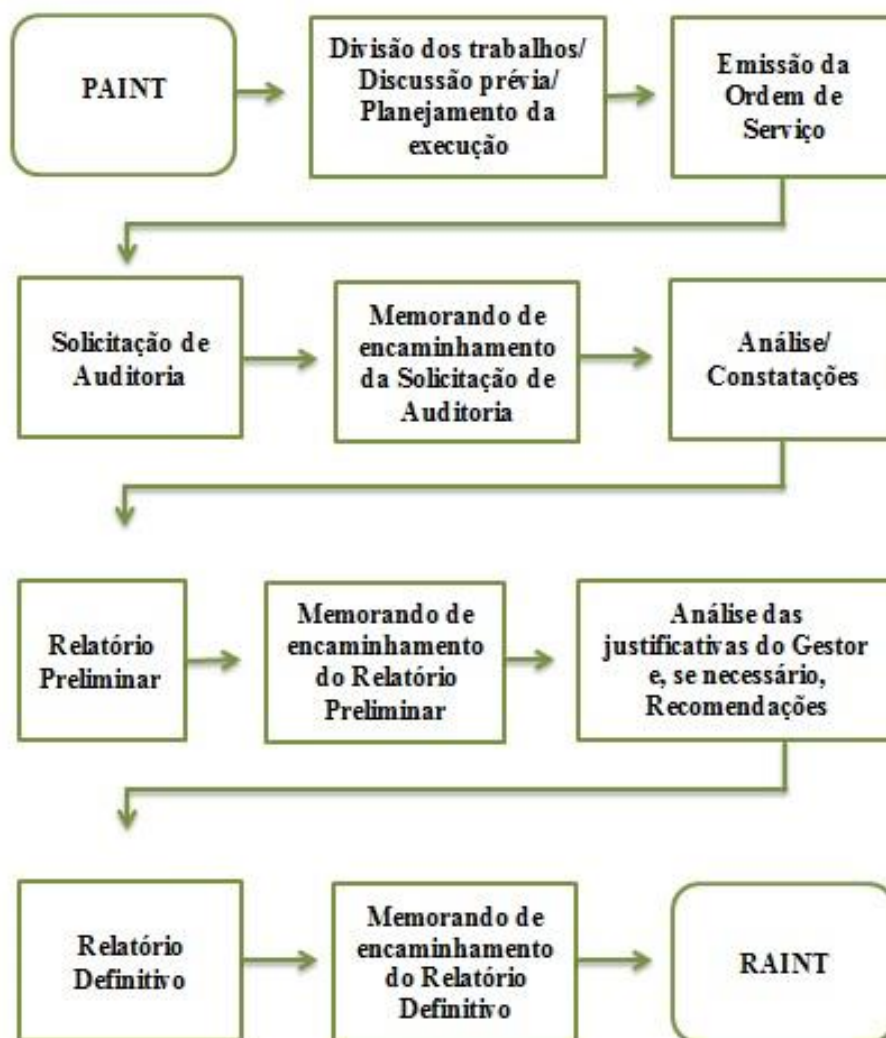 PAINT
Divisão dos trabalhos/
Discussão prévia/
Planejamento da
execução
Emissão da
Ordem de
Serviço
Solicitação de
Auditoria
Memorando de
encaminhamento
da Solicitação de
Auditoria
Análise/
Constatações
Relatório
Preliminar
Memorando de
encaminhamento
do Relatório
Preliminar
Análise das
justificativas do Gestor
e, se necessário,
Recomendações
Relatório
Definitivo
Memorando de
encaminhamento
do Relatório
Definitivo
RAINT